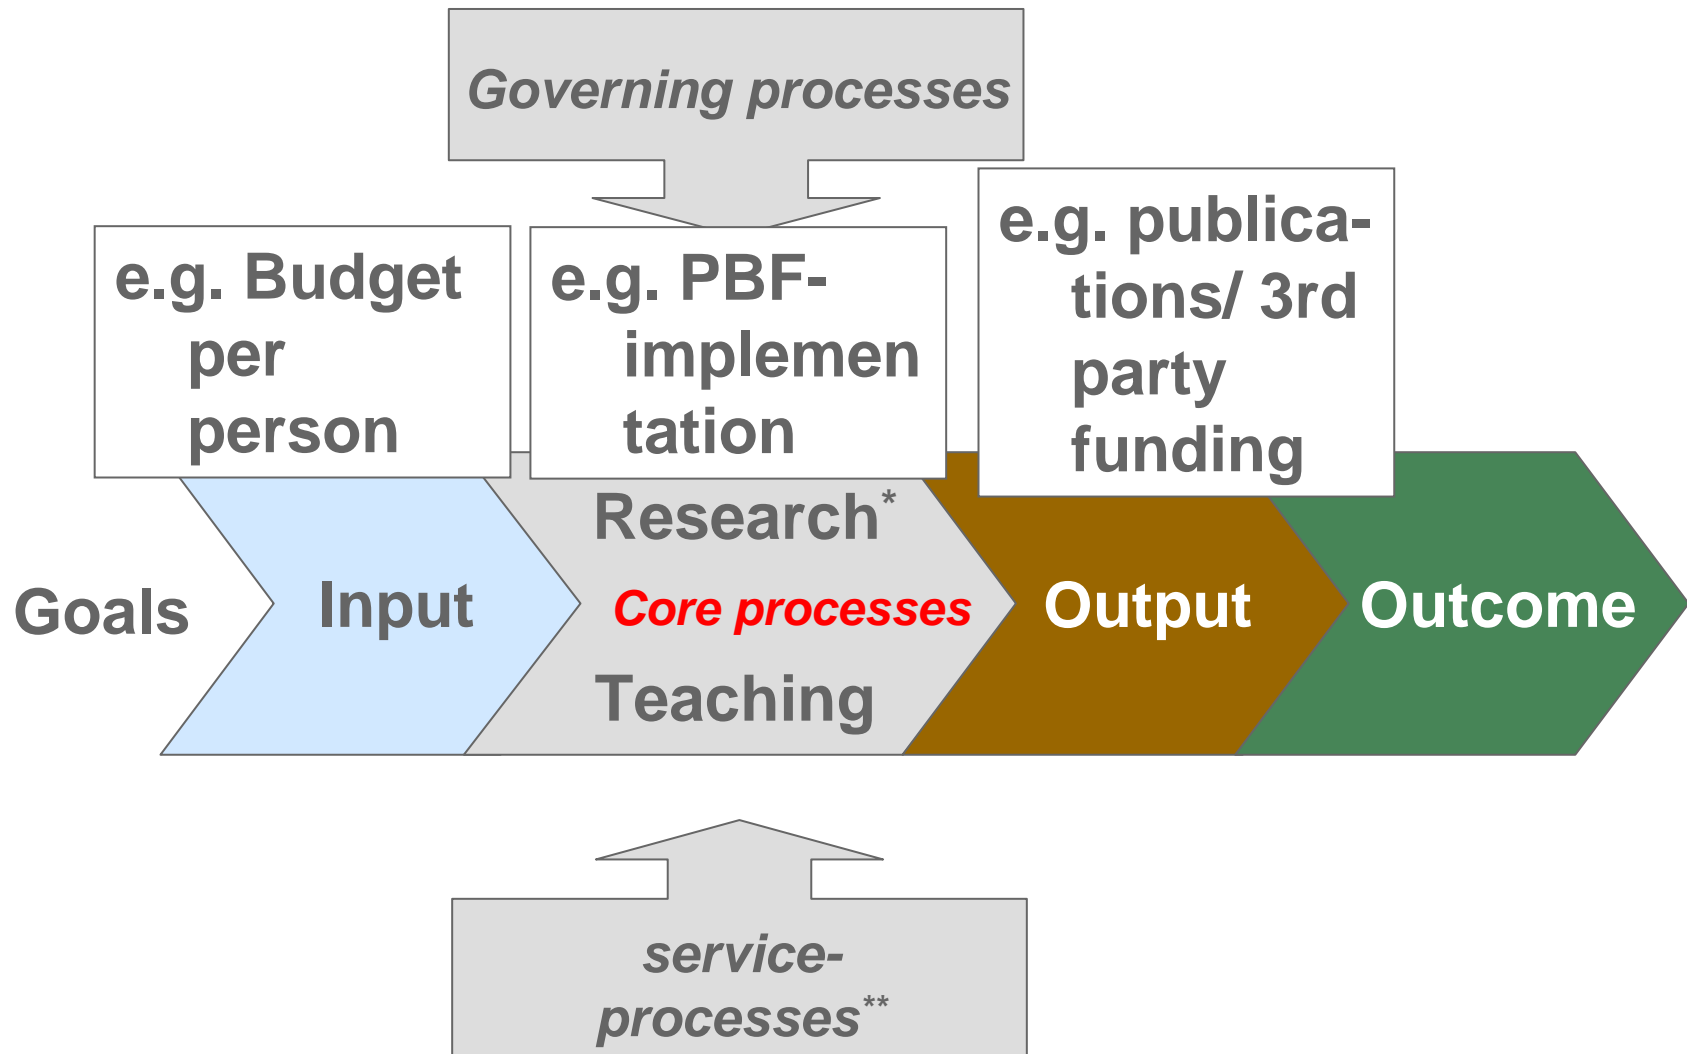 Governing processes
e.g. Budget
per
person
e.g. PBF-
implemen
tation
e.g. publica-
tions/ 3rd
party
funding
Goals
Input
Research*
Core processes
Teaching
Output
Outcome
service-
processes**